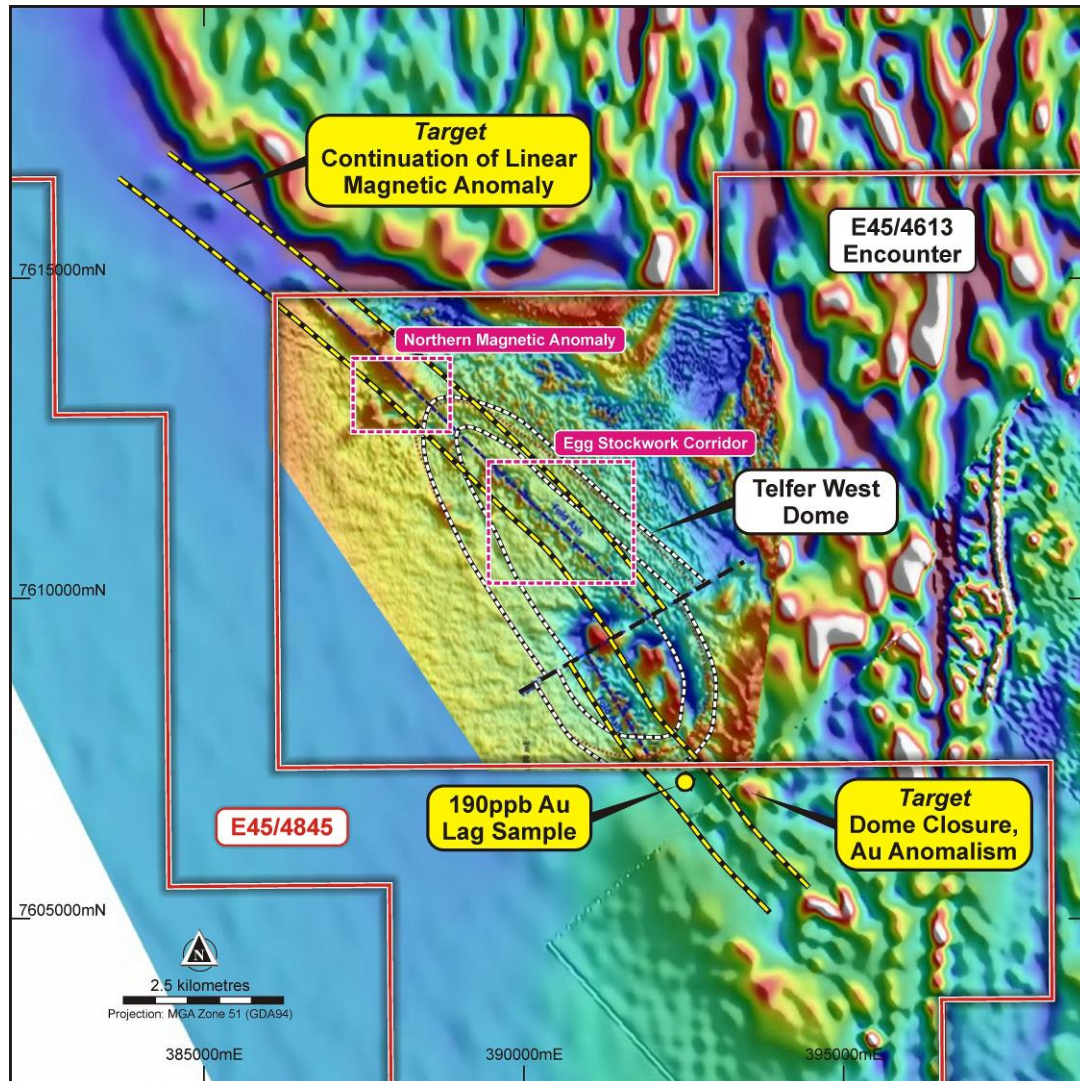 Target
Continuation of Linear
Magnetic Anomaly
E45/4613
Encounter
7615000mN
Northern Magnetic Anomaly
Egg Stockwork Corridor
Telfer West
Dome
Fold Axis
7610000mN
190ppb Au
Lag Sample
Target
Dome Closure,
Au Anomalism
E45/4845
7605000mN
N
2.5 kilometres
Projection: MGA Zone 51 (GDA94)
385000mE
390000mE
395000mE